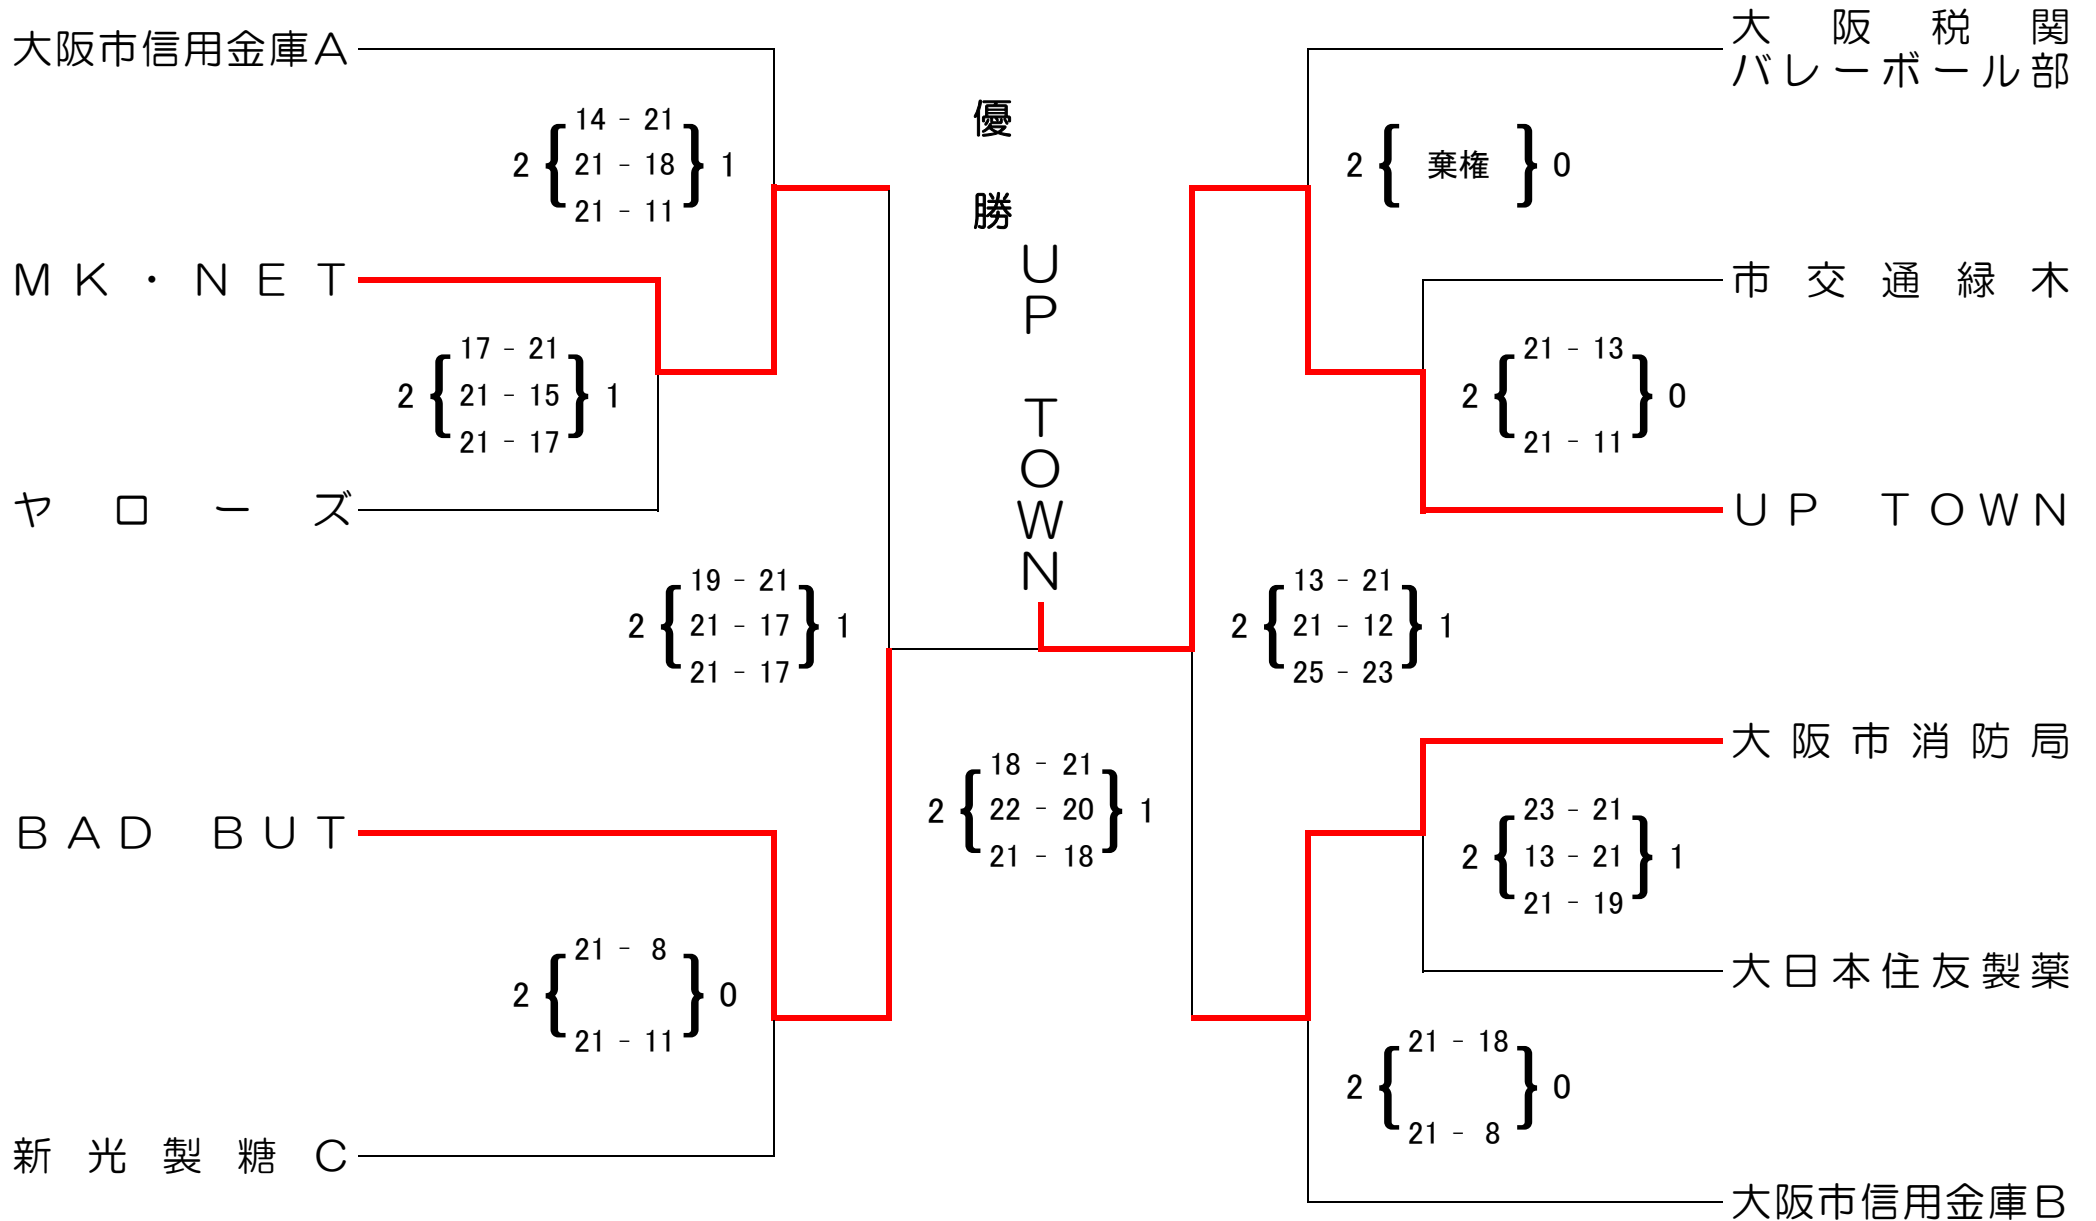 大阪市信用金庫A
14 - 21
2 { 21 - 18 } 1
21 - 11
MK・NET
17 - 21
2 { 21 - 15 } 1
21 - 17
ヤローズ
19 - 21
2 { 21 - 17 } 1
21 - 17
BAD BUT
21 - 8
2 { } 0
21 - 11
新光製糖C
優勝
UP TOWN
18 - 21
2 { 22 - 20 } 1
21 - 18
大阪税関
バレーボール部
2 { 棄権 } 0
市交通緑木
21 - 13
2 { } 0
21 - 11
UP TOWN
13 - 21
2 { 21 - 12 } 1
25 - 23
大阪市消防局
23 - 21
2 { 13 - 21 } 1
21 - 19
大日本住友製薬
21 - 18
2 { } 0
21 - 8
大阪市信用金庫B